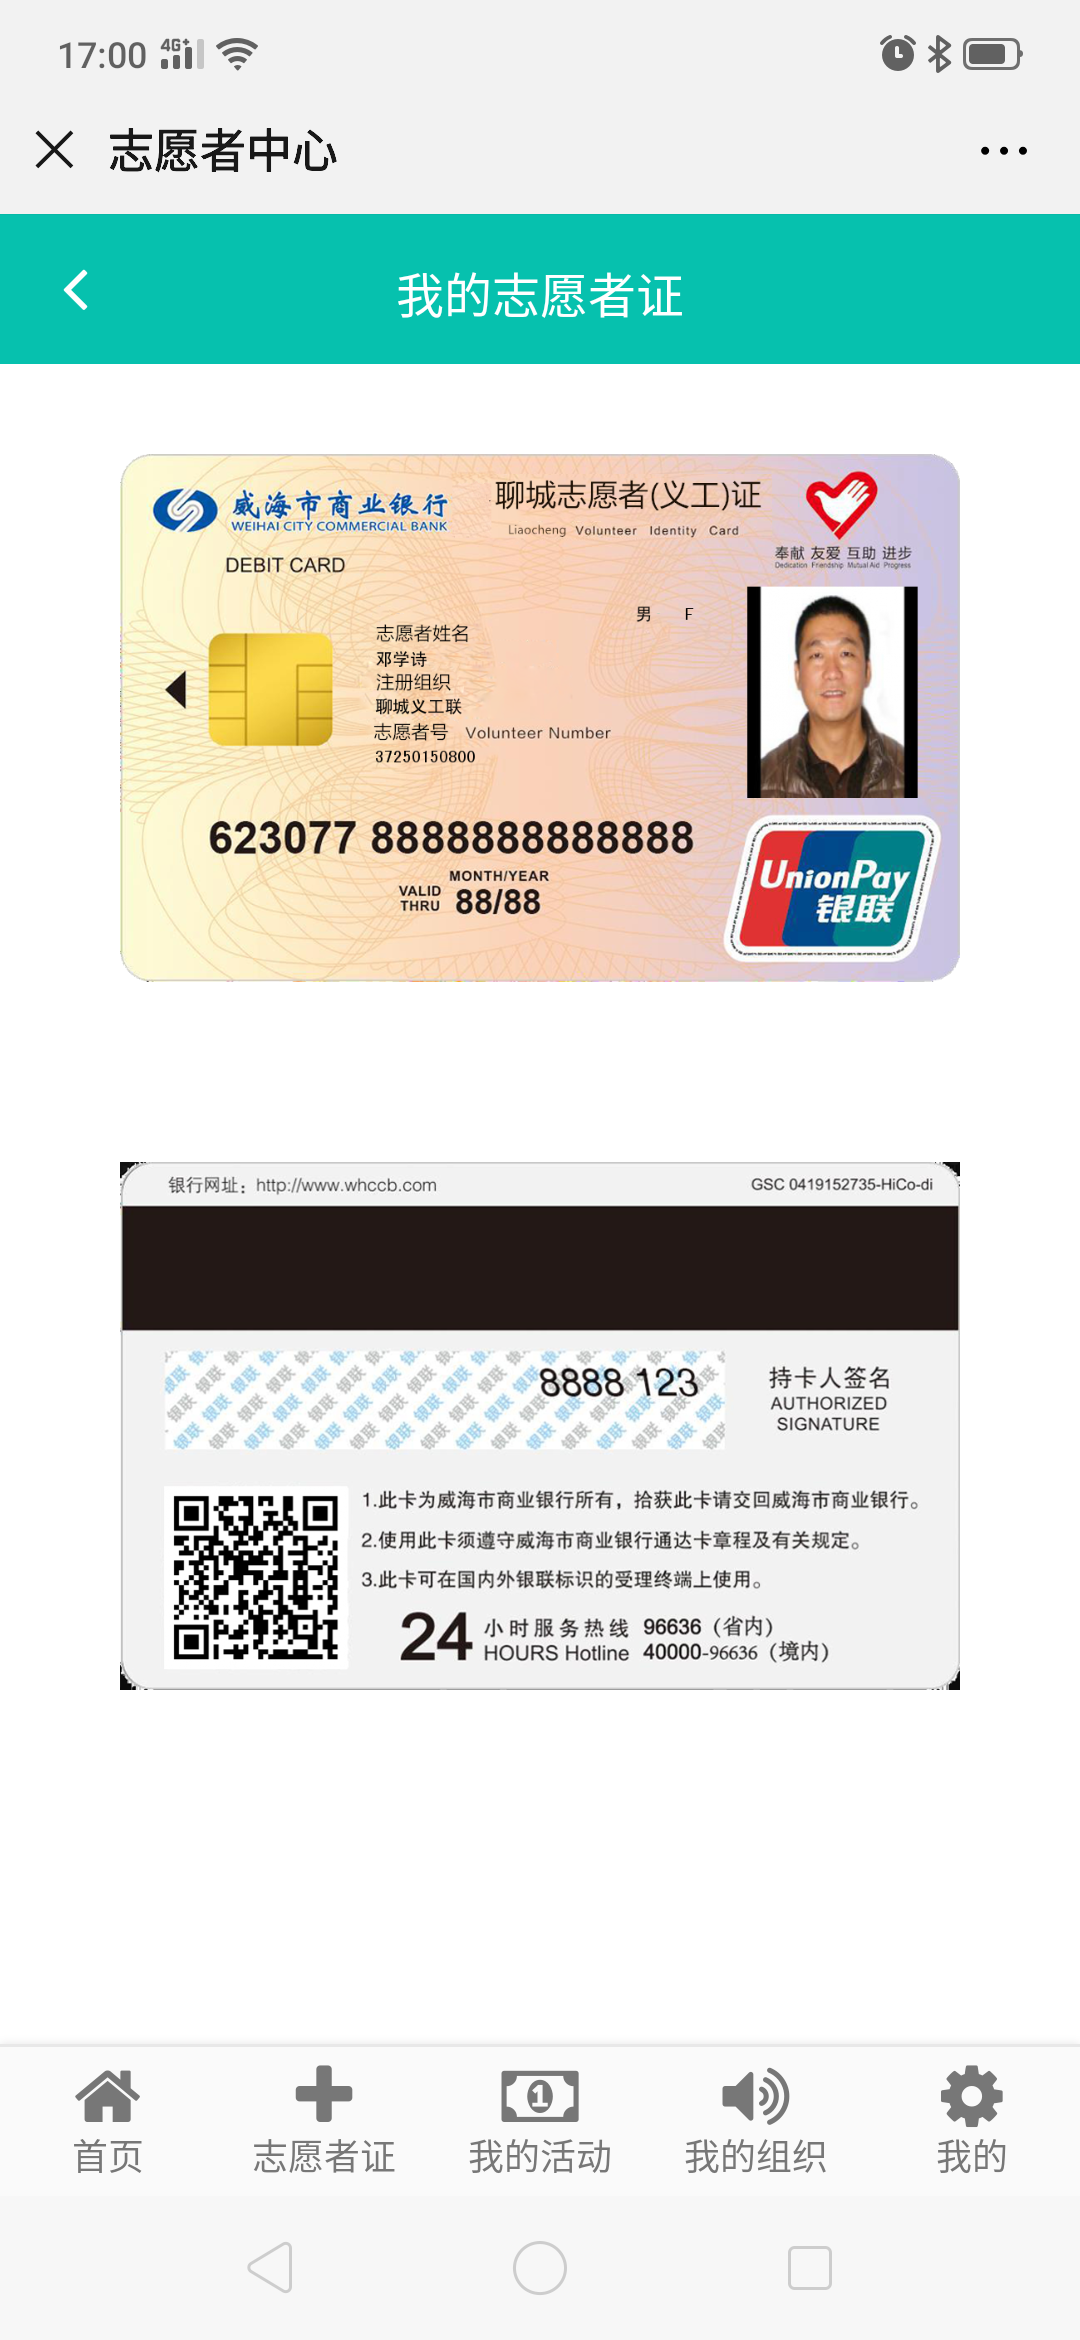 17:00 4G+
志愿者中心
我的志愿者证
威海市商业银行
WEIHAI CITY COMMERCIAL BANK
DEBIT CARD
聊城志愿者(义工)证
Liaocheng Volunteer Identity Card
奉献 友爱 互助 进步
Dedication Friendship Mutual Aid Progress
男 F
志愿者姓名
邓学诗
注册组织
聊城义工联
志愿者号 Volunteer Number
37250150800
623077 8888888888888
MONTH/YEAR
VALID THRU 88/88
UnionPay
银联
银行网址：http://www.whccb.com
GSC 0419152735-HiCo-di
8888 123
持卡人签名
AUTHORIZED
SIGNATURE
1.此卡为威海市商业银行所有，拾获此卡请交回威海市商业银行。
2.使用此卡须遵守威海市商业银行通达卡章程及有关规定。
3.此卡可在国内外银联标识的受理终端上使用。
24 小时服务热线 96636（省内）
HOURS Hotline 40000-96636（境内）
首页 志愿者证 我的活动 我的组织 我的